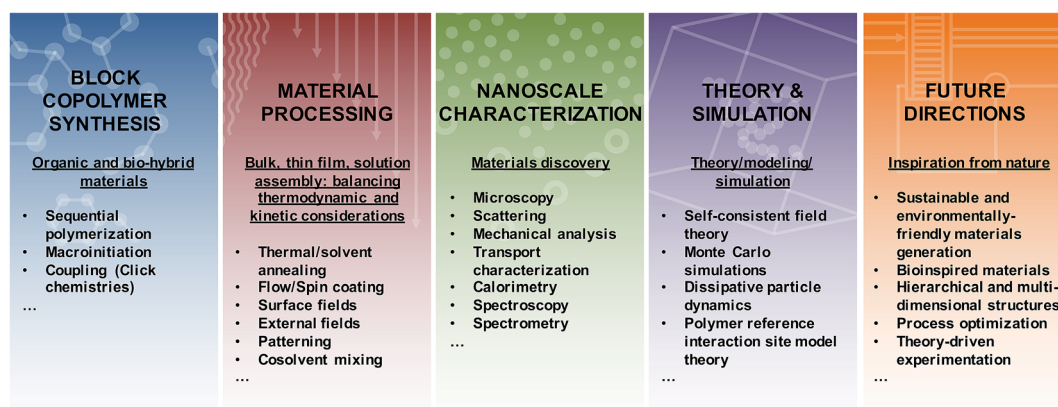 BLOCK
COPOLYMER
SYNTHESIS
Organic and bio-hybrid
materials
• Sequential
polymerization
• Macroinitiation
• Coupling (Click
chemistries)
…
MATERIAL
PROCESSING
Bulk, thin film, solution
assembly: balancing
thermodynamic and
kinetic considerations
• Thermal/solvent
annealing
• Flow/Spin coating
• Surface fields
• External fields
• Patterning
• Cosolvent mixing
…
NANOSCALE
CHARACTERIZATION
Materials discovery
• Microscopy
• Scattering
• Mechanical analysis
• Transport
characterization
• Calorimetry
• Spectroscopy
• Spectrometry
…
THEORY &
SIMULATION
Theory/modeling/
simulation
• Self-consistent field
theory
• Monte Carlo
simulations
• Dissipative particle
dynamics
• Polymer reference
interaction site model
theory
…
FUTURE
DIRECTIONS
Inspiration from nature
• Sustainable and
environmentally-
friendly materials
generation
• Bioinspired materials
• Hierarchical and multi-
dimensional structures
• Process optimization
• Theory-driven
experimentation
…